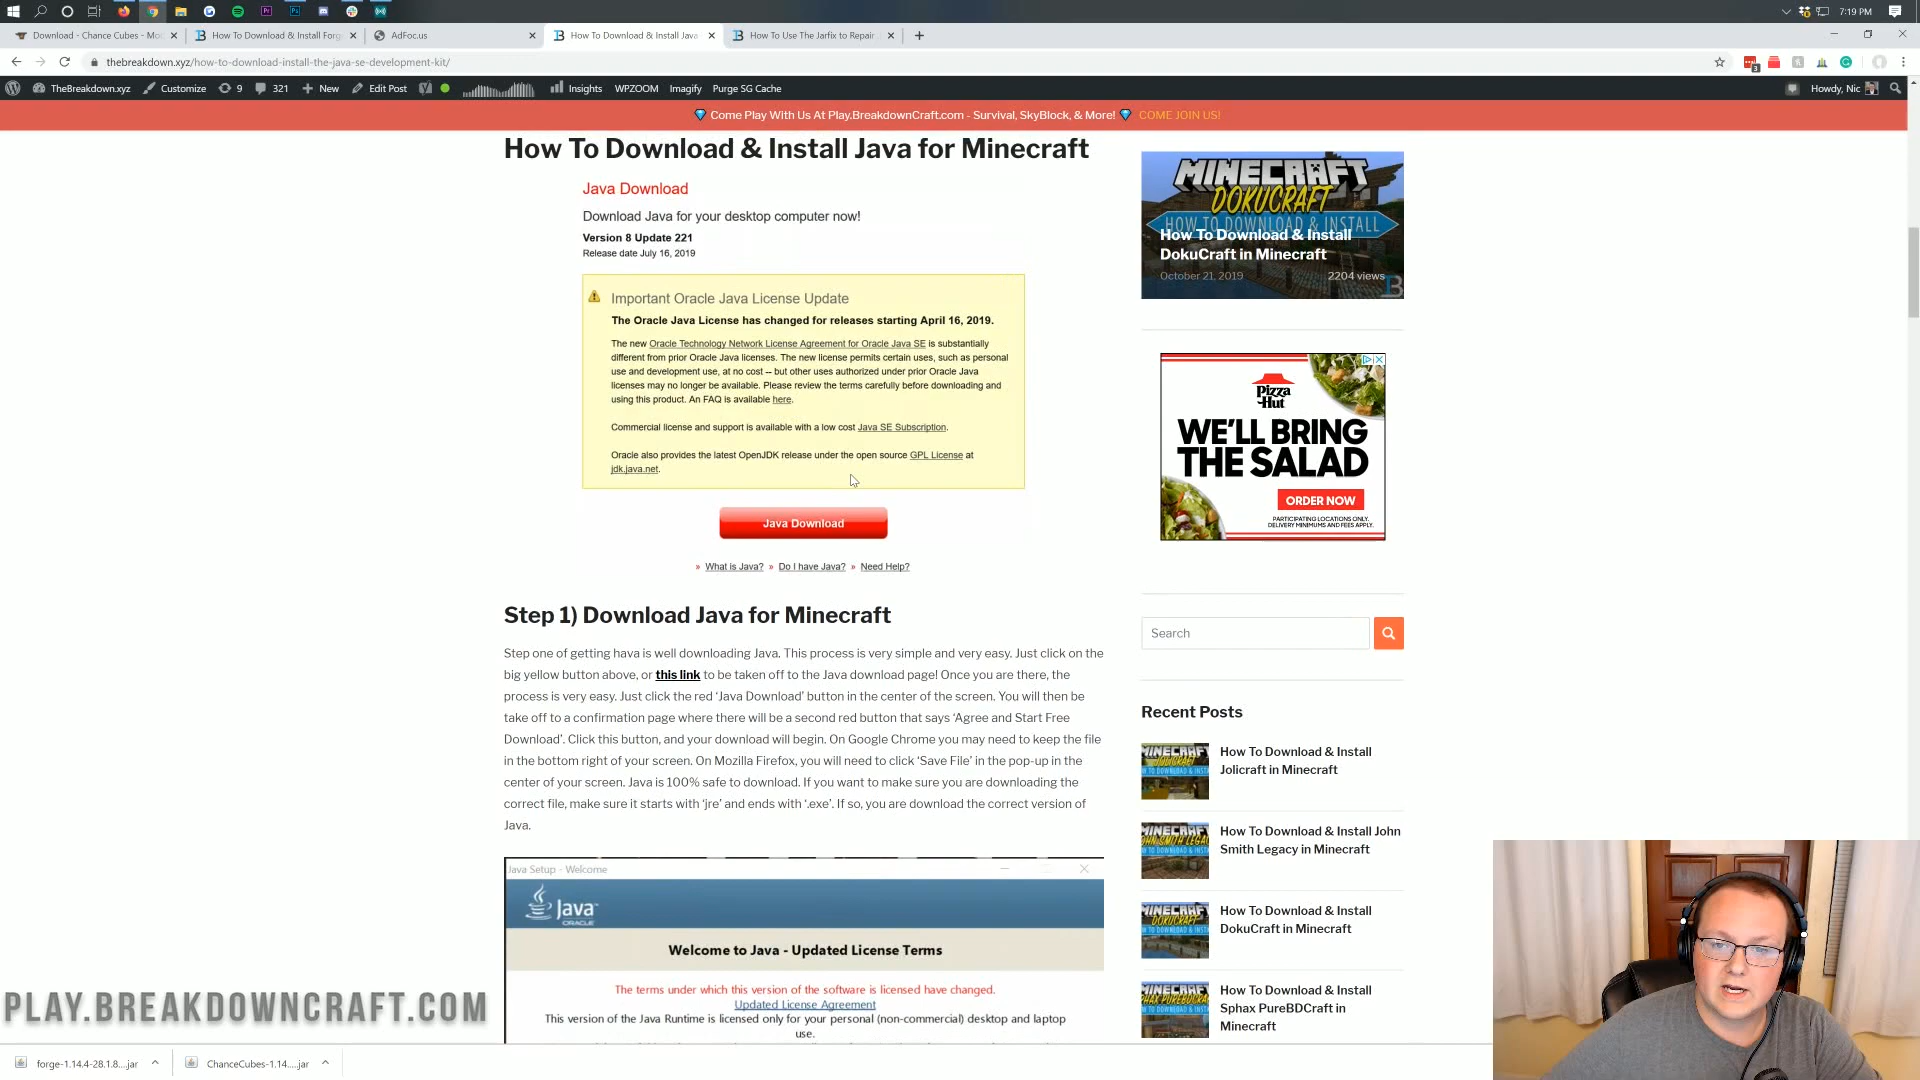 7:19 PM
Download - Chance Cubes - Mo
How To Download & Install Forg
AdFoc.us
How To Download & Install Java
How To Use The Jarfix to Repair
thebreakdown.xyz/how-to-download-install-the-java-se-development-kit/
3
TheBreakdown.xyz
Customize
9
321
New
Edit Post
Insights
WPZOOM
Imagify
Purge SG Cache
Howdy, Nic
Come Play With Us At Play.BreakdownCraft.com - Survival, SkyBlock, & More!
COME JOIN US!
How To Download & Install Java for Minecraft
Java Download
Download Java for your desktop computer now!
Version 8 Update 221
Release date July 16, 2019
Important Oracle Java License Update
The Oracle Java License has changed for releases starting April 16, 2019.
The new Oracle Technology Network License Agreement for Oracle Java SE is substantially
different from prior Oracle Java licenses. The new license permits certain uses, such as personal
use and development use, at no cost -- but other uses authorized under prior Oracle Java
licenses may no longer be available. Please review the terms carefully before downloading and
using this product. An FAQ is available here.
Commercial license and support is available with a low cost Java SE Subscription.
Oracle also provides the latest OpenJDK release under the open source GPL License at
jdk.java.net.
Java Download
» What is Java? » Do I have Java? » Need Help?
Step 1) Download Java for Minecraft
Step one of getting hava is well downloading Java. This process is very simple and very easy. Just click on the
big yellow button above, or this link to be taken off to the Java download page! Once you are there, the
process is very easy. Just click the red ‘Java Download’ button in the center of the screen. You will then be
take off to a confirmation page where there will be a second red button that says ‘Agree and Start Free
Download’. Click this button, and your download will begin. On Google Chrome you may need to keep the file
in the bottom right of your screen. On Mozilla Firefox, you will need to click ‘Save File’ in the pop-up in the
center of your screen. Java is 100% safe to download. If you want to make sure you are downloading the
correct file, make sure it starts with ‘jre’ and ends with ‘.exe’. If so, you are download the correct version of
Java.
Java Setup - Welcome
Java
ORACLE
Welcome to Java - Updated License Terms
The terms under which this version of the software is licensed have changed.
Updated License Agreement
This version of the Java Runtime is licensed only for your personal (non-commercial) desktop and laptop
use.
MINECRAFT
DOKUCRAFT
HOW TO DOWNLOAD & INSTALL
How To Download & Install
DokuCraft in Minecraft
October 21, 2019
2204 views
Pizza
Hut
WE'LL BRING
THE SALAD
ORDER NOW
PARTICIPATING LOCATIONS ONLY.
DELIVERY MINIMUMS AND FEES APPLY.
Search
Recent Posts
How To Download & Install
Jolicraft in Minecraft
How To Download & Install John
Smith Legacy in Minecraft
How To Download & Install
DokuCraft in Minecraft
How To Download & Install
Sphax PureBDCraft in
Minecraft
PLAY.BREAKDOWNCRAFT.COM
forge-1.14.4-28.1.8....jar
ChanceCubes-1.14....jar